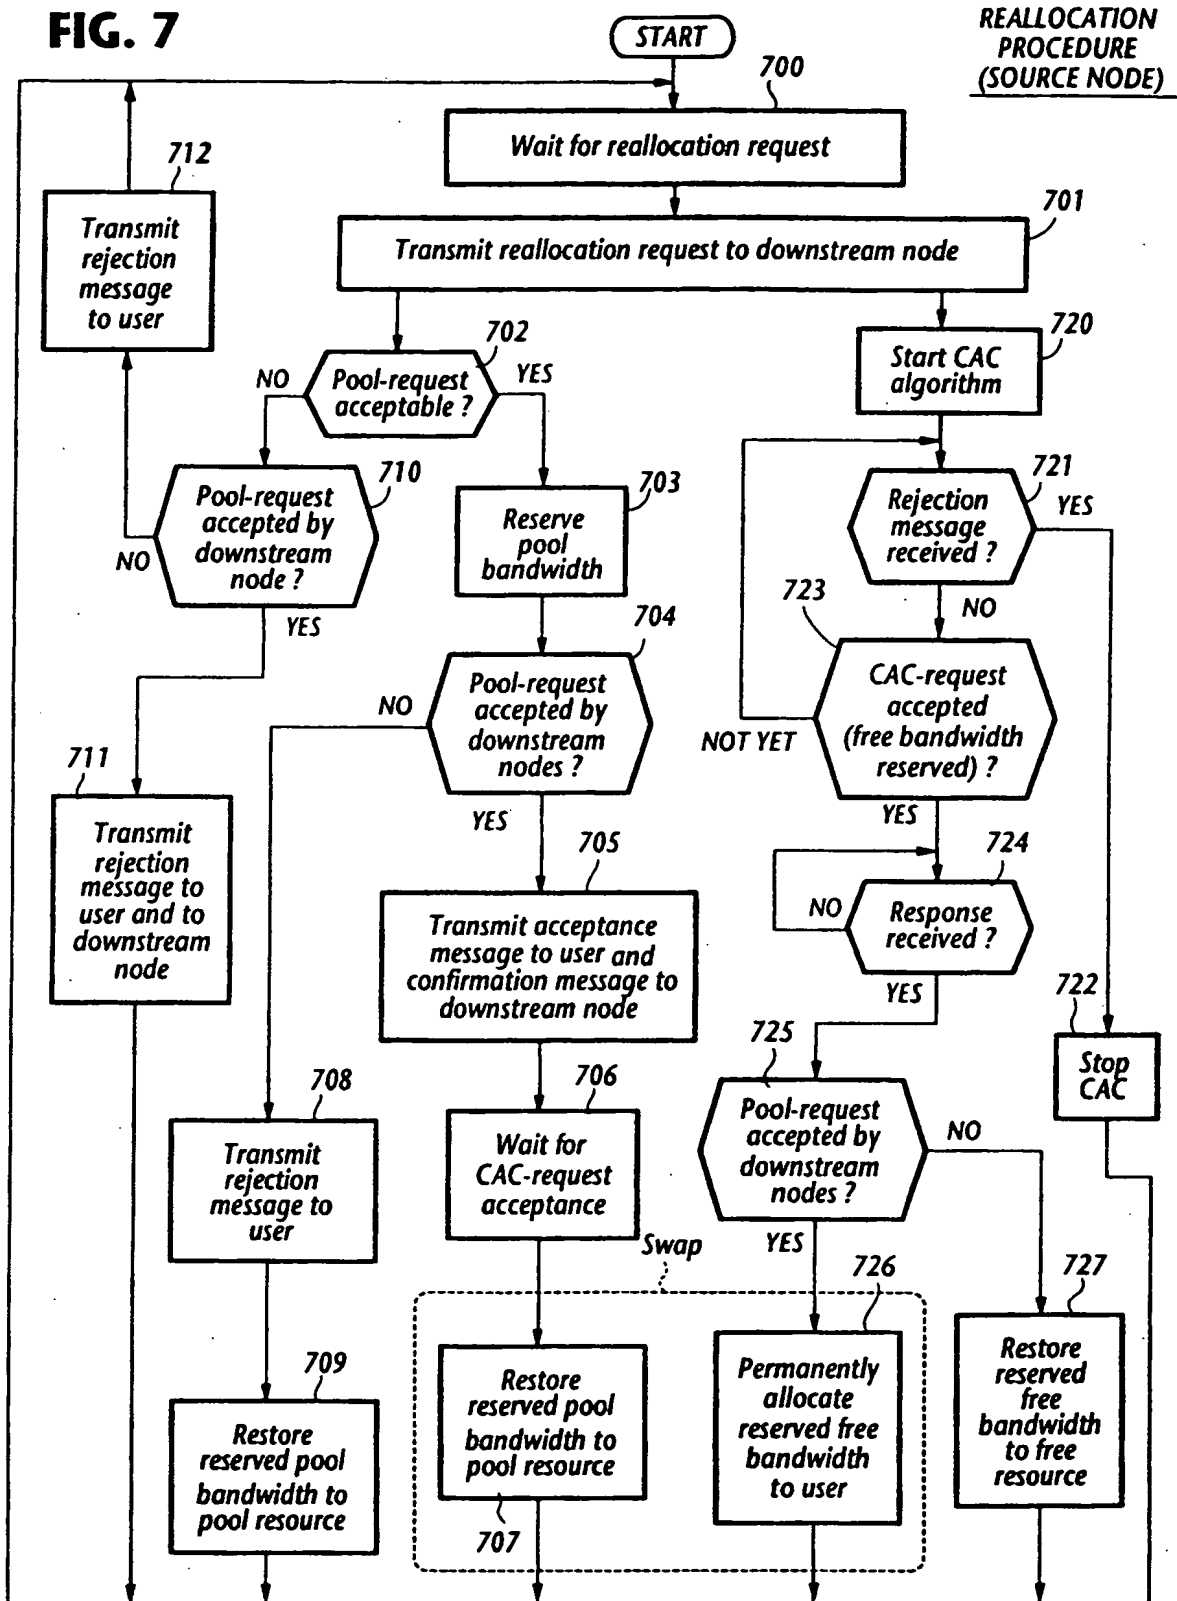 FIG. 7
REALLOCATION
PROCEDURE
(SOURCE NODE)
START
700
Wait for reallocation request
712
Transmit
rejection
message
to user
701
Transmit reallocation request to downstream node
702
Pool-request
acceptable ?
NO
YES
720
Start CAC
algorithm
710
Pool-request
accepted by
downstream
node ?
NO
YES
703
Reserve
pool
bandwidth
721
Rejection
message
received ?
YES
NO
723
CAC-request
accepted
(free bandwidth
reserved) ?
NOT YET
YES
704
Pool-request
accepted by
downstream
nodes ?
NO
YES
711
Transmit
rejection
message to
user and to
downstream
node
705
Transmit acceptance
message to user and
confirmation message to
downstream node
724
Response
received ?
NO
YES
722
Stop
CAC
725
Pool-request
accepted by
downstream
nodes ?
NO
YES
706
Wait for
CAC-request
acceptance
708
Transmit
rejection
message to
user
Swap
726
Permanently
allocate
reserved free
bandwidth
to user
727
Restore
reserved
free
bandwidth
to free
resource
709
Restore
reserved pool
bandwidth to
pool resource
Restore
reserved pool
bandwidth to
pool resource
707